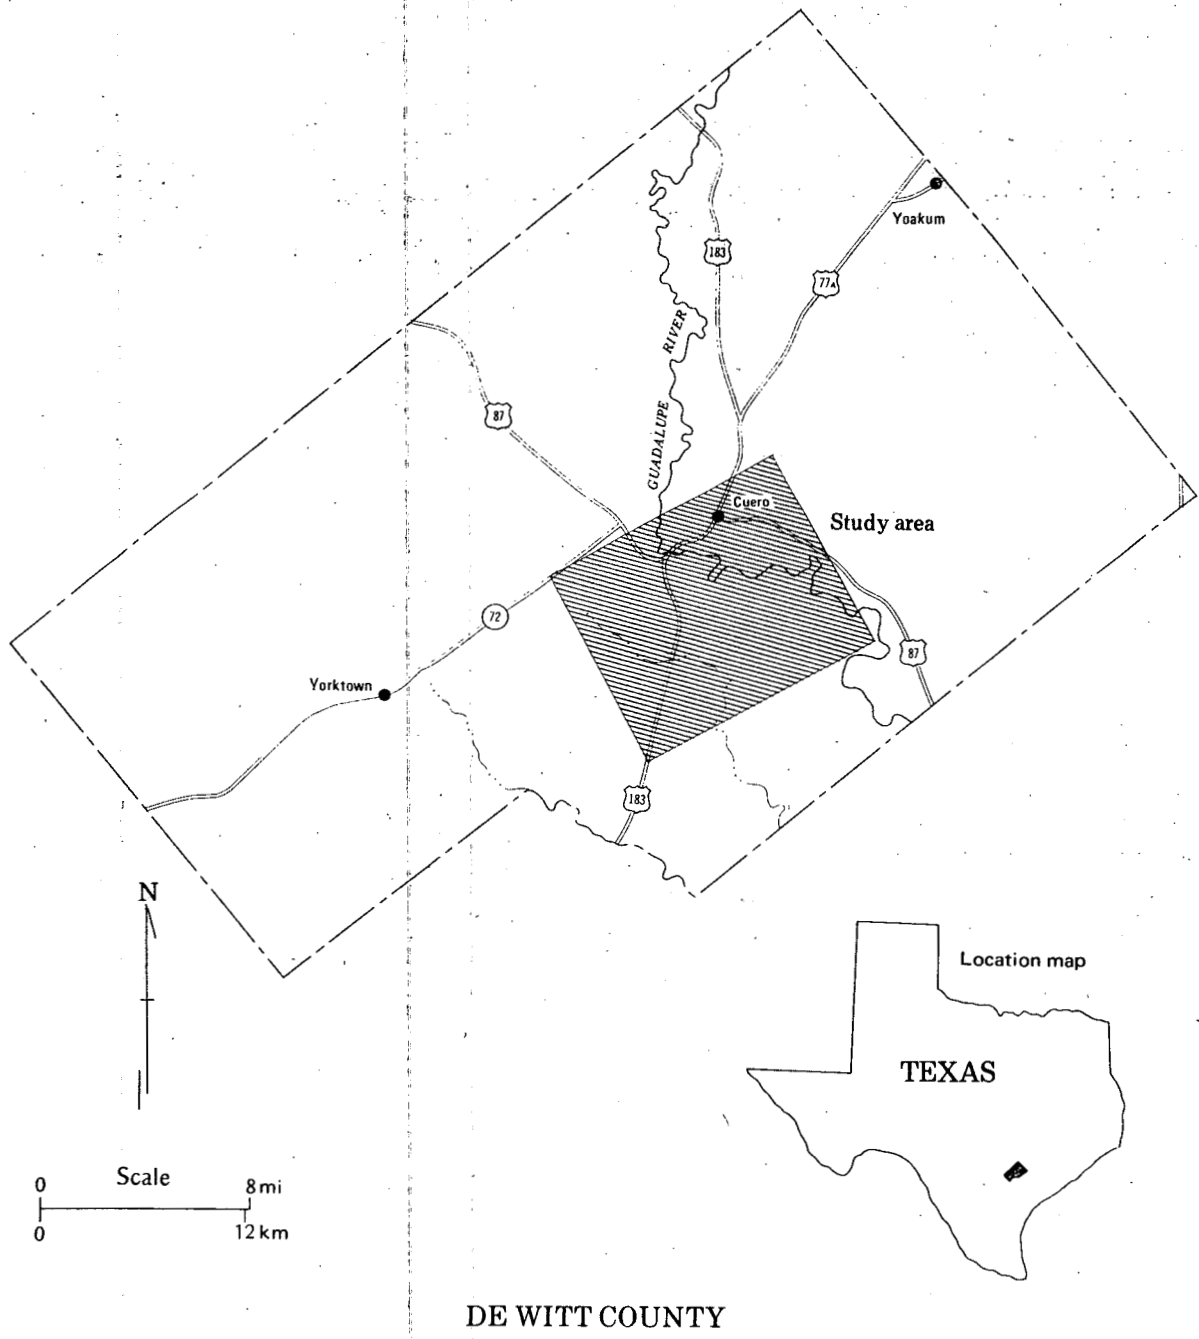 Yoakum
183
77A
RIVER
GUADALUPE
87
Cuero
Study area
72
87
Yorktown
183
N
Location map
TEXAS
Scale
0 8 mi
0 12 km
DE WITT COUNTY